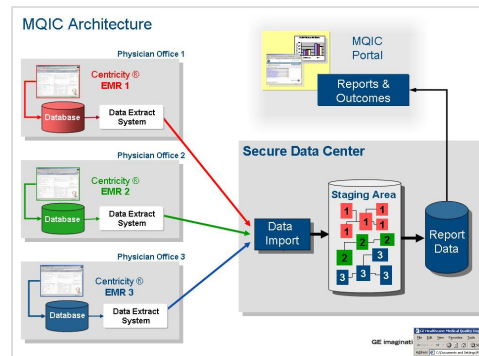 MQIC Architecture
Physician Office 1
Centricity ®
EMR 1
Database
Data Extract
System
Physician Office 2
Centricity ®
EMR 2
Database
Data Extract
System
Physician Office 3
Centricity ®
EMR 3
Database
Data Extract
System
MQIC
Portal
Reports &
Outcomes
Secure Data Center
Data
Import
Staging Area
1
1
1
1
2
2
2
3
3
3
3
Report
Data
GE imaginati